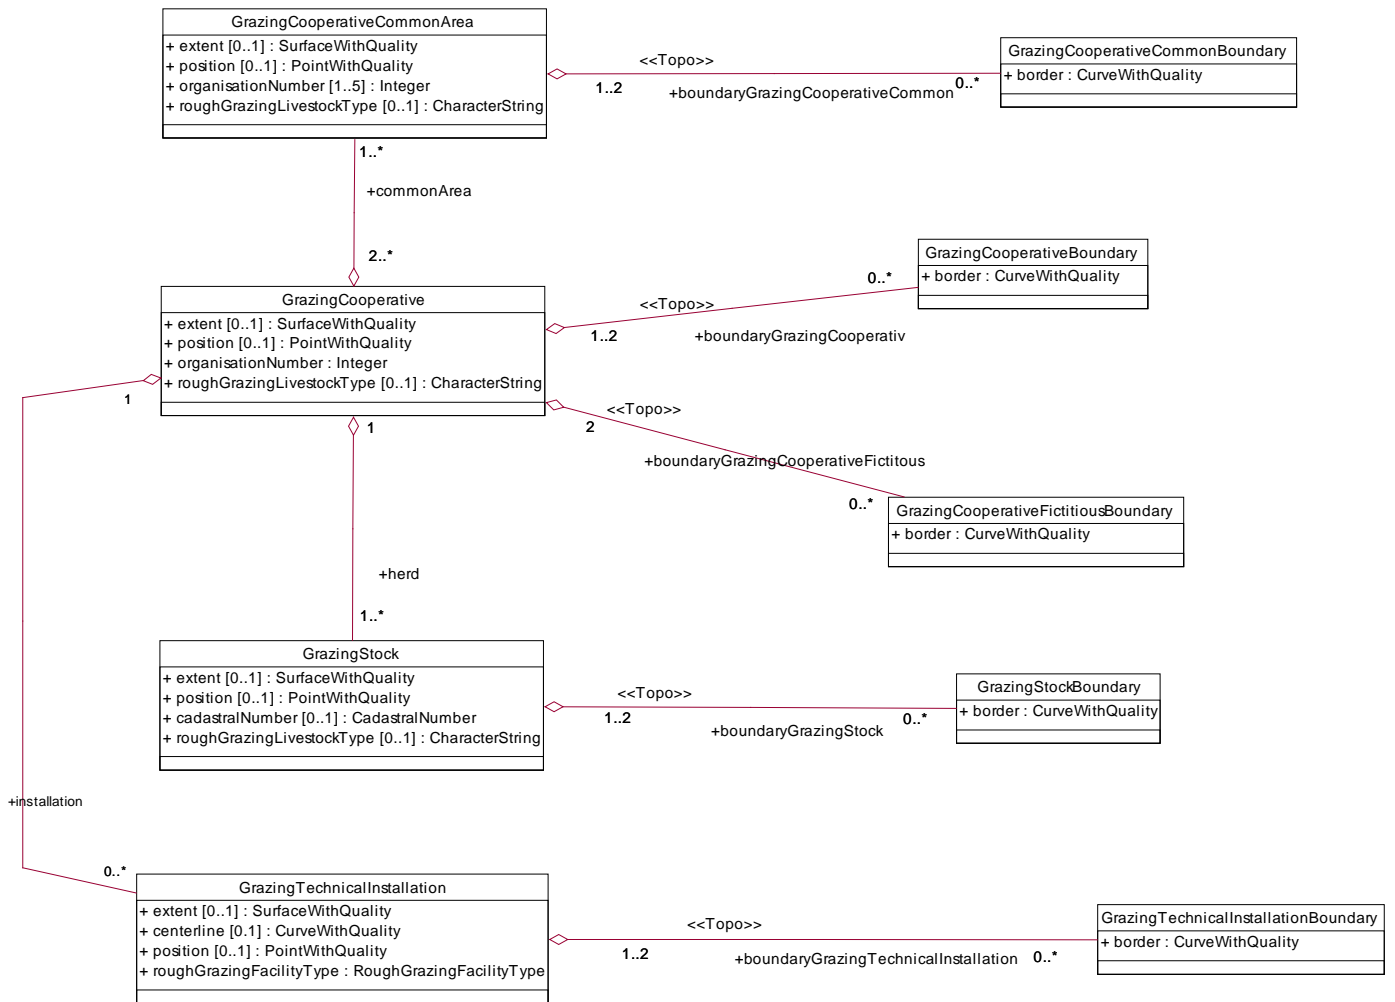 GrazingCooperativeCommonArea
+ extent [0..1] : SurfaceWithQuality
+ position [0..1] : PointWithQuality
+ organisationNumber [1..5] : Integer
+ roughGrazingLivestockType [0..1] : CharacterString
<<Topo>>
1..2
0..*
+boundaryGrazingCooperativeCommon
GrazingCooperativeCommonBoundary
+ border : CurveWithQuality
1..*
+commonArea
2..*
GrazingCooperative
+ extent [0..1] : SurfaceWithQuality
+ position [0..1] : PointWithQuality
+ organisationNumber : Integer
+ roughGrazingLivestockType [0..1] : CharacterString
<<Topo>>
1..2
0..*
+boundaryGrazingCooperativ
GrazingCooperativeBoundary
+ border : CurveWithQuality
<<Topo>>
2
+boundaryGrazingCooperativeFictitous
0..*
GrazingCooperativeFictitiousBoundary
+ border : CurveWithQuality
1
1
+herd
1..*
GrazingStock
+ extent [0..1] : SurfaceWithQuality
+ position [0..1] : PointWithQuality
+ cadastralNumber [0..1] : CadastralNumber
+ roughGrazingLivestockType [0..1] : CharacterString
<<Topo>>
1..2
0..*
+boundaryGrazingStock
GrazingStockBoundary
+ border : CurveWithQuality
+installation
0..*
GrazingTechnicalInstallation
+ extent [0..1] : SurfaceWithQuality
+ centerline [0.1] : CurveWithQuality
+ position [0..1] : PointWithQuality
+ roughGrazingFacilityType : RoughGrazingFacilityType
<<Topo>>
1..2
0..*
+boundaryGrazingTechnicalInstallation
GrazingTechnicalInstallationBoundary
+ border : CurveWithQuality